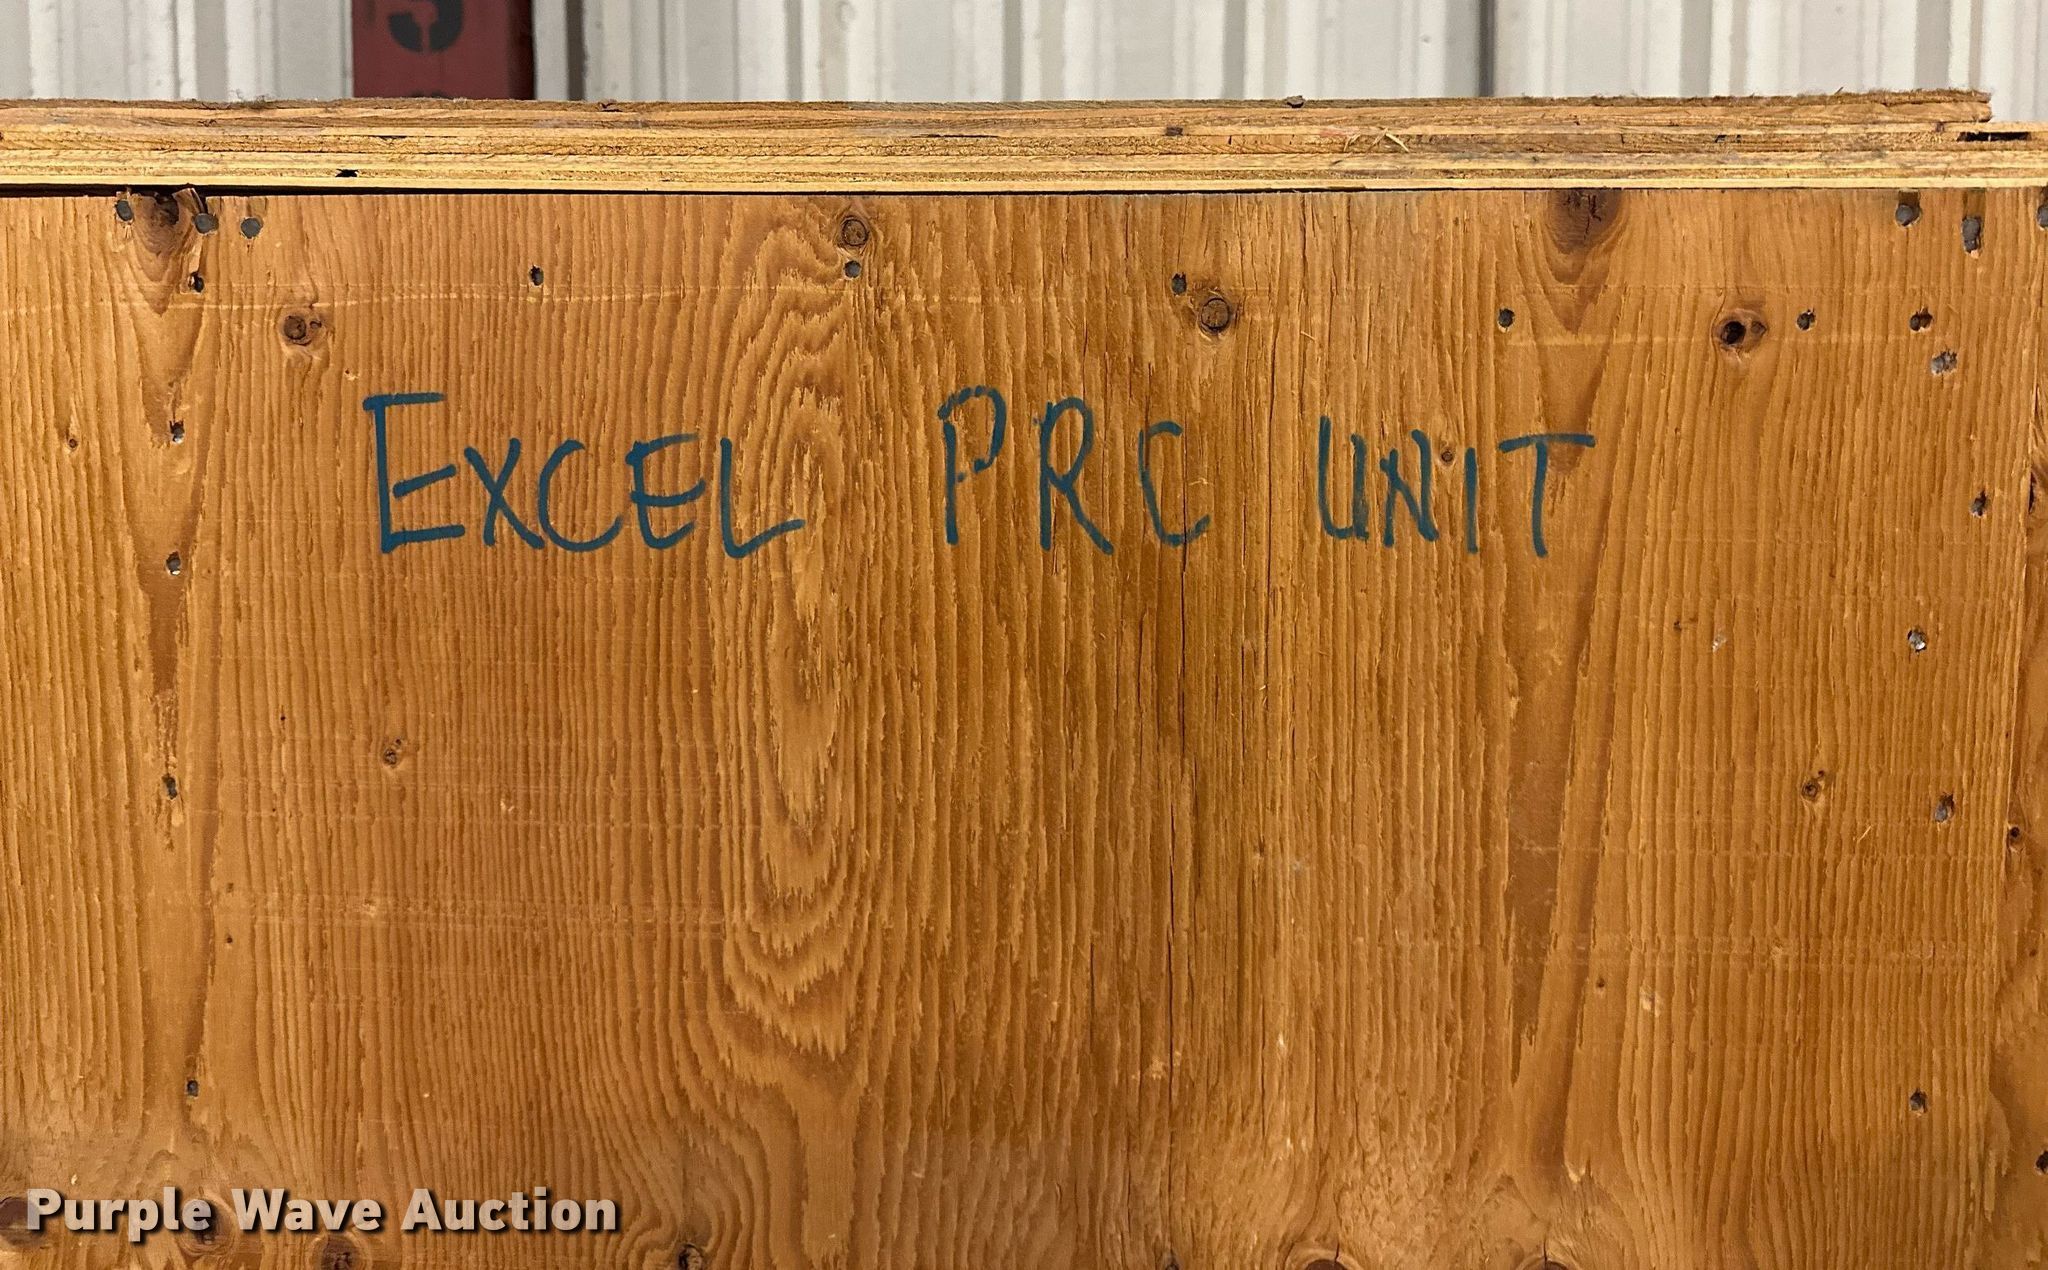 EXCEL PRC UNIT
Purple Wave Auction